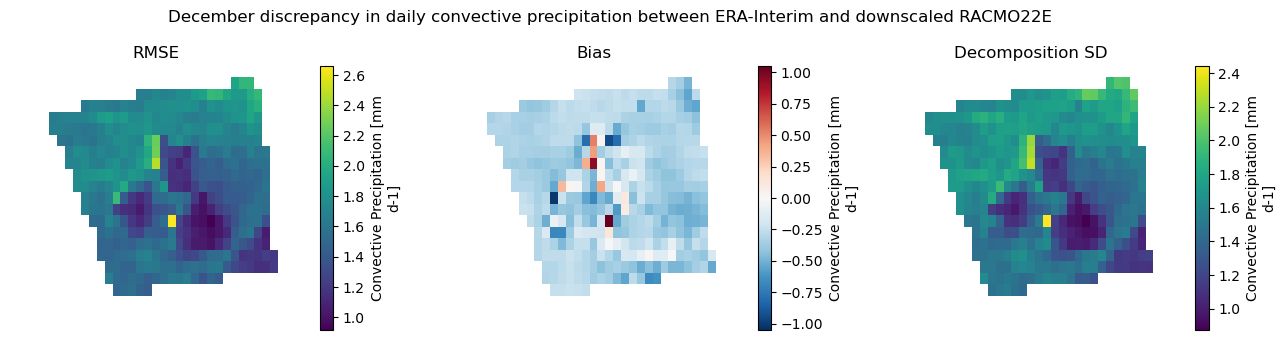 December discrepancy in daily convective precipitation between ERA-Interim and downscaled RACMO22E
RMSE
2.6
2.4
2.2
2.0
1.8
1.6
1.4
1.2
1.0
Convective Precipitation [mm
d-1]
Bias
1.00
0.75
0.50
0.25
0.00
−0.25
−0.50
−0.75
−1.00
Convective Precipitation [mm
d-1]
Decomposition SD
2.4
2.2
2.0
1.8
1.6
1.4
1.2
1.0
Convective Precipitation [mm
d-1]